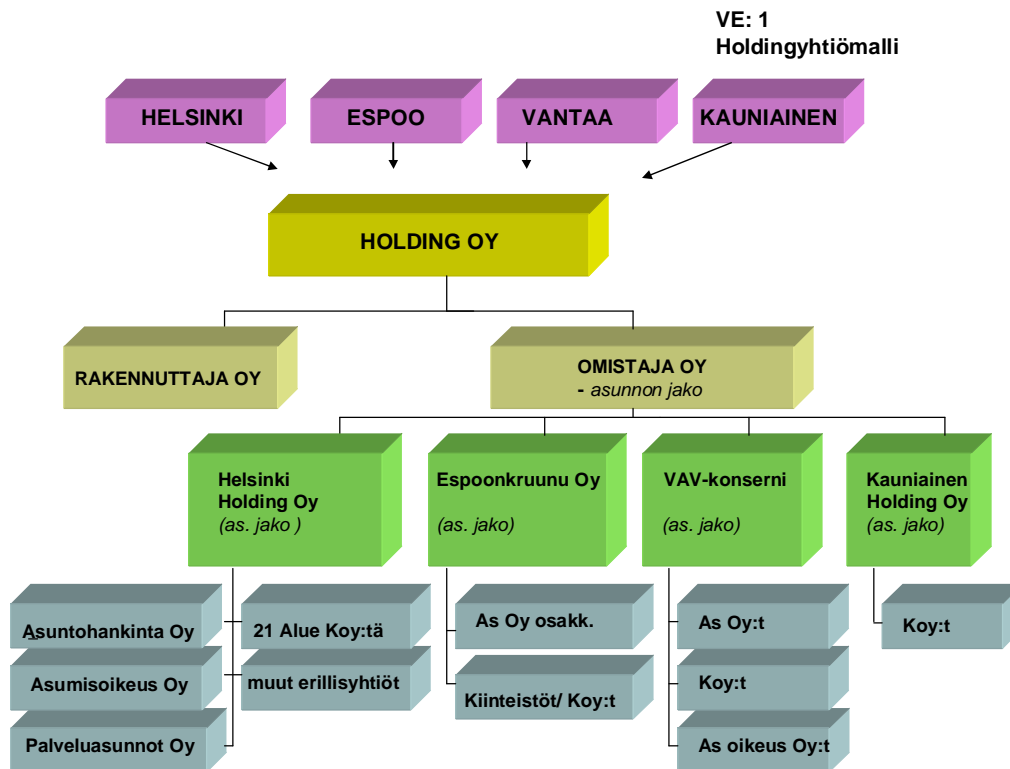 VE: 1
Holdingyhtiömalli
HELSINKI
ESPOO
VANTAA
KAUNIAINEN
HOLDING OY
RAKENNUTTAJA OY
OMISTAJA OY
- asunnon jako
Helsinki
Holding Oy
(as. jako )
Espoonkruunu Oy
(as. jako)
VAV-konserni
(as. jako)
Kauniainen
Holding Oy
(as. jako)
Asuntohankinta Oy
21 Alue Koy:tä
As Oy osakk.
As Oy:t
Koy:t
Asumisoikeus Oy
muut erillisyhtiöt
Kiinteistöt/ Koy:t
Koy:t
Palveluasunnot Oy
As oikeus Oy:t